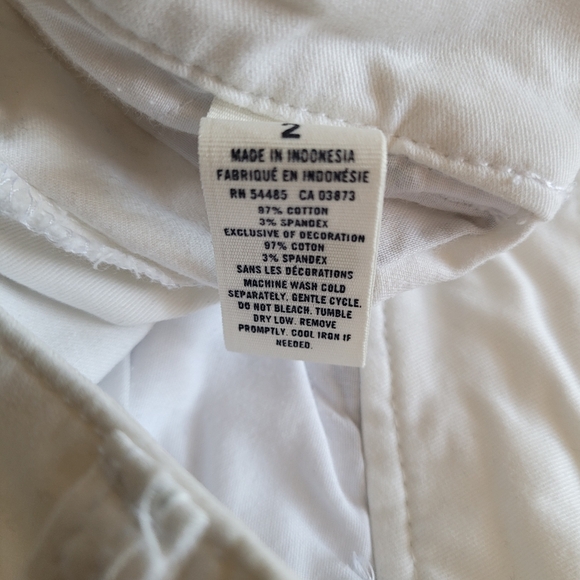 2
MADE IN INDONESIA
FABRIQUÉ EN INDONÉSIE
RN 54485 CA 03873
97% COTTON
3% SPANDEX
EXCLUSIVE OF DECORATION
97% COTON
3% SPANDEX
SANS LES DÉCORATIONS
MACHINE WASH COLD
SEPARATELY. GENTLE CYCLE.
DO NOT BLEACH. TUMBLE
DRY LOW. REMOVE
PROMPTLY. COOL IRON IF
NEEDED.